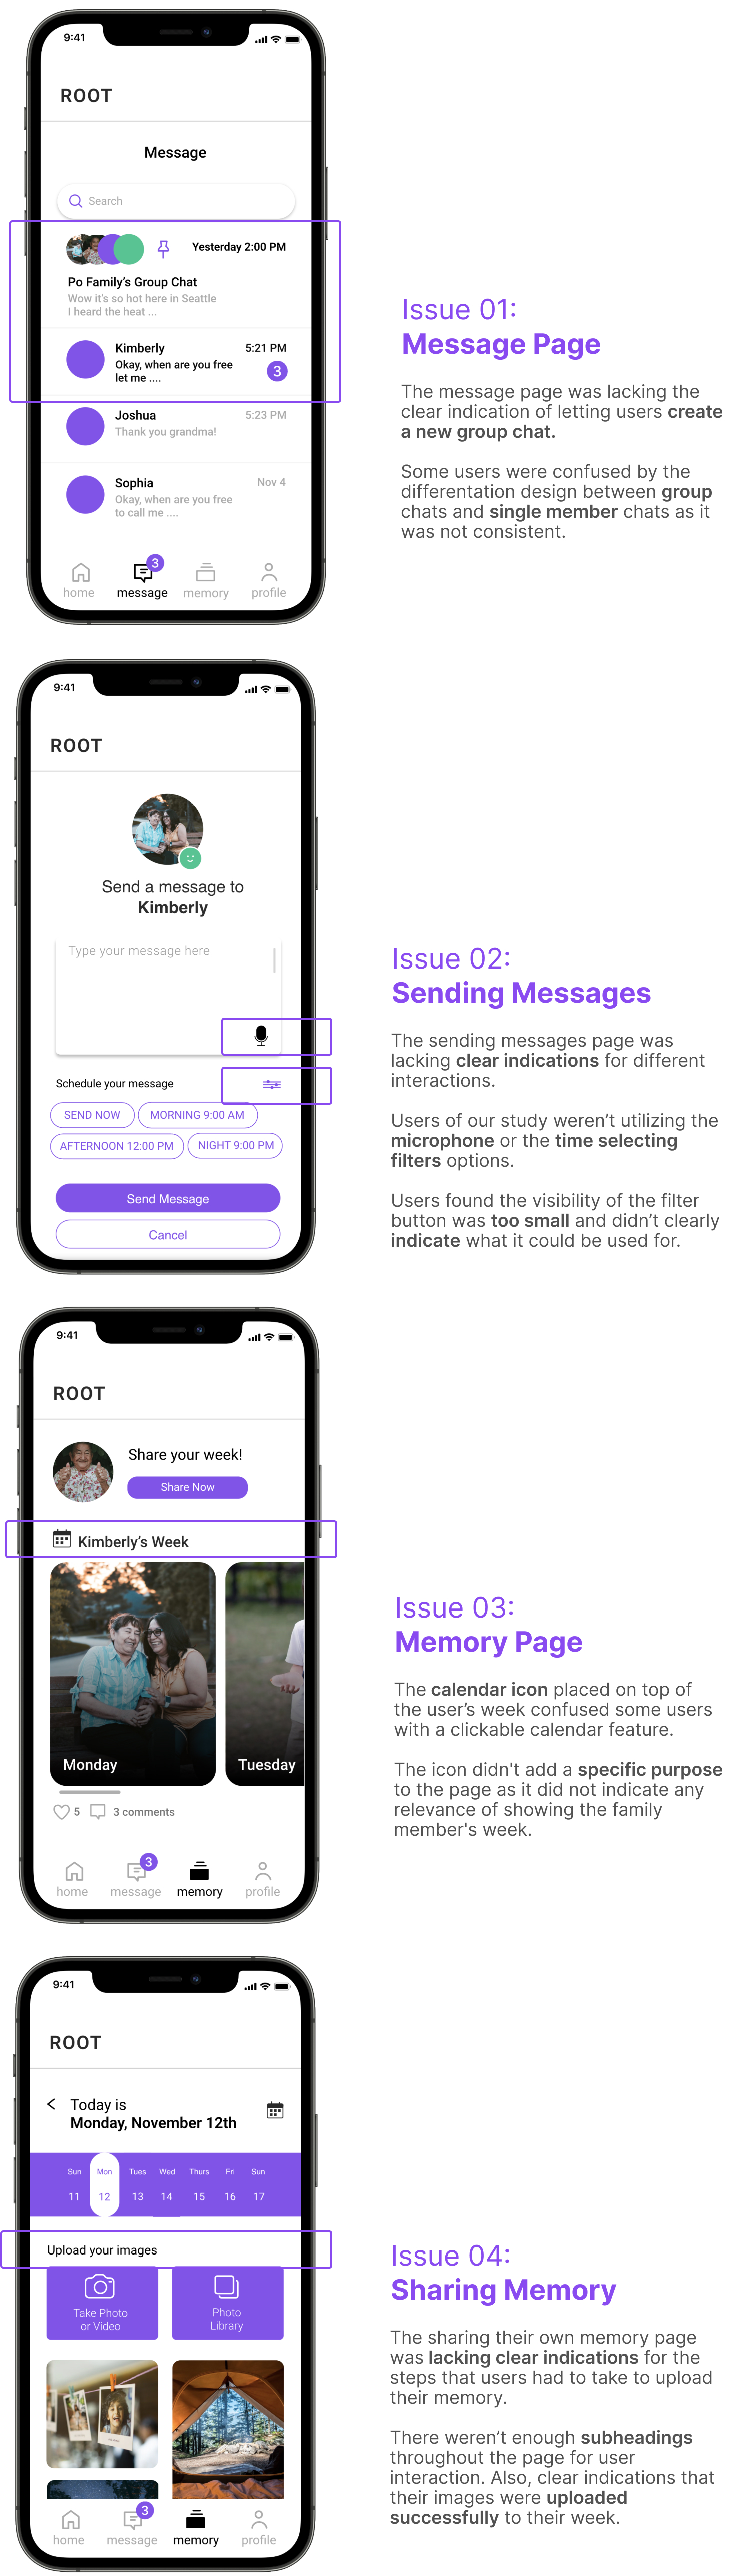 9:41
ROOT
Message
Search
Yesterday 2:00 PM
Po Family's Group Chat
Wow it's so hot here in Seattle
I heard the heat ...
Kimberly
5:21 PM
Okay, when are you free
let me ....
3
Joshua
5:23 PM
Thank you grandma!
Sophia
Nov 4
Okay, when are you free
to call me ....
3
home
message
memory
profile
Issue 01:
Message Page
The message page was lacking the
clear indication of letting users create
a new group chat.
Some users were confused by the
differentation design between group
chats and single member chats as it
was not consistent.
9:41
ROOT
Send a message to
Kimberly
Type your message here
Schedule your message
SEND NOW
MORNING 9:00 AM
AFTERNOON 12:00 PM
NIGHT 9:00 PM
Send Message
Cancel
Issue 02:
Sending Messages
The sending messages page was
lacking clear indications for different
interactions.
Users of our study weren't utilizing the
microphone or the time selecting
filters options.
Users found the visibility of the filter
button was too small and didn't clearly
indicate what it could be used for.
9:41
ROOT
Share your week!
Share Now
Kimberly's Week
Monday
Tuesday
5
3 comments
3
home
message
memory
profile
Issue 03:
Memory Page
The calendar icon placed on top of
the user's week confused some users
with a clickable calendar feature.
The icon didn't add a specific purpose
to the page as it did not indicate any
relevance of showing the family
member's week.
9:41
ROOT
Today is
Monday, November 12th
Sun Mon Tues Wed Thurs Fri Sun
11 12 13 14 15 16 17
Upload your images
Take Photo
or Video
Photo
Library
3
home
message
memory
profile
Issue 04:
Sharing Memory
The sharing their own memory page
was lacking clear indications for the
steps that users had to take to upload
their memory.
There weren't enough subheadings
throughout the page for user
interaction. Also, clear indications that
their images were uploaded
successfully to their week.